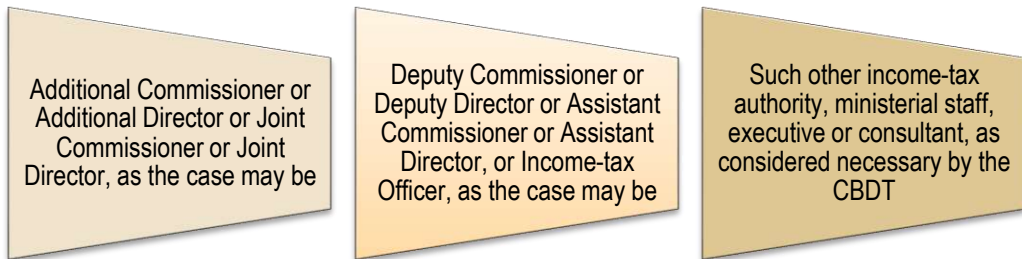 Additional Commissioner or
Additional Director or Joint
Commissioner or Joint
Director, as the case may be
Deputy Commissioner or
Deputy Director or Assistant
Commissioner or Assistant
Director, or Income-tax
Officer, as the case may be
Such other income-tax
authority, ministerial staff,
executive or consultant, as
considered necessary by the
CBDT